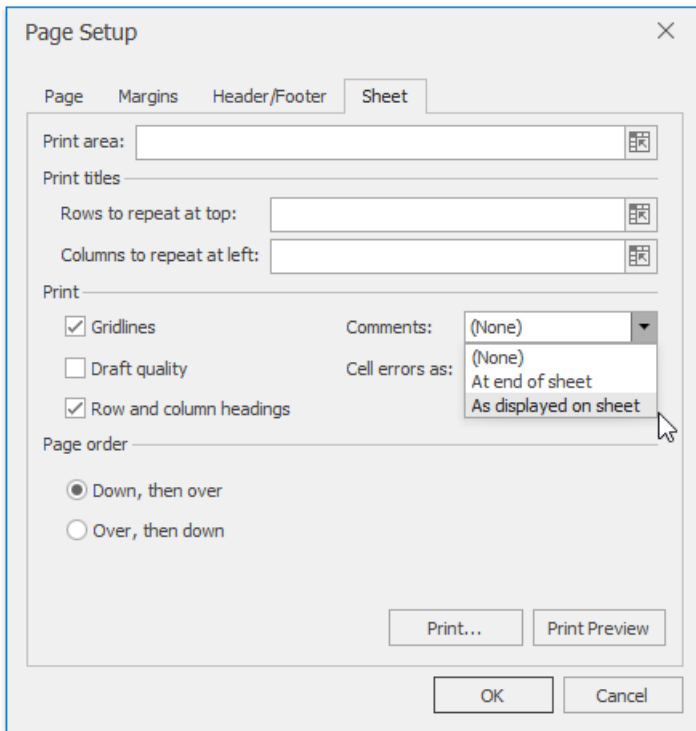 Page Setup
Page Margins Header/Footer Sheet
Print area:
Print titles
Rows to repeat at top:
Columns to repeat at left:
Print
Gridlines Comments: (None)
(None)
Draft quality Cell errors as: At end of sheet
Row and column headings As displayed on sheet
Page order
Down, then over
Over, then down
Print... Print Preview
OK Cancel